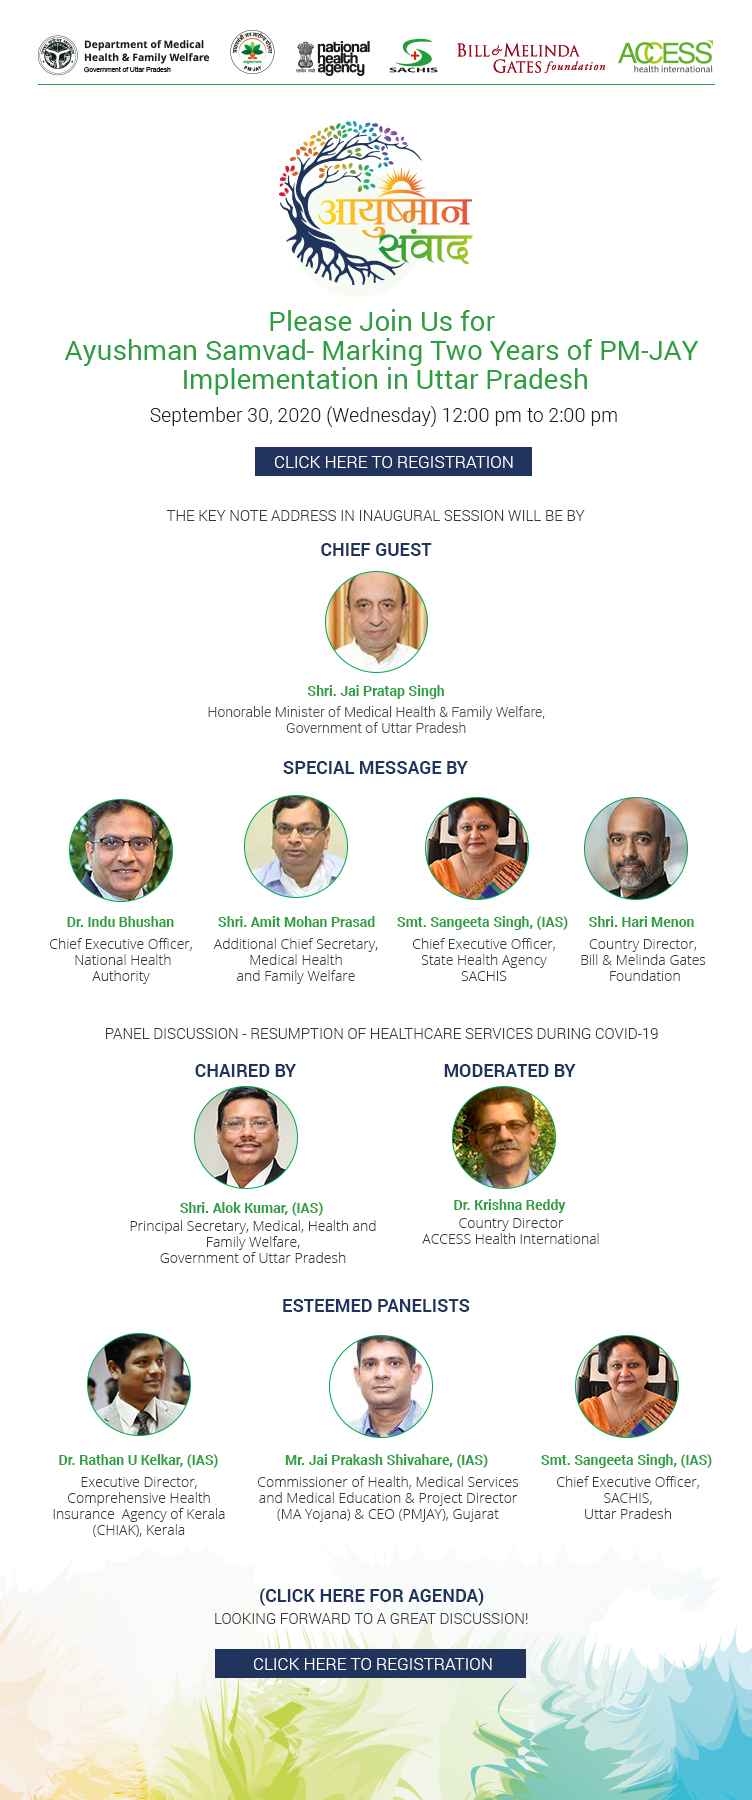 Department of Medical
Health & Family Welfare
Government of Uttar Pradesh
PM-JAY
national
health
agency
SACHIS
BILL & MELINDA
GATES foundation
ACCESS
health international
आयुष्मान
संवाद
Please Join Us for
Ayushman Samvad- Marking Two Years of PM-JAY
Implementation in Uttar Pradesh
September 30, 2020 (Wednesday) 12:00 pm to 2:00 pm
CLICK HERE TO REGISTRATION
THE KEY NOTE ADDRESS IN INAUGURAL SESSION WILL BE BY
CHIEF GUEST
Shri. Jai Pratap Singh
Honorable Minister of Medical Health & Family Welfare,
Government of Uttar Pradesh
SPECIAL MESSAGE BY
Dr. Indu Bhushan
Chief Executive Officer,
National Health
Authority
Shri. Amit Mohan Prasad
Additional Chief Secretary,
Medical Health
and Family Welfare
Smt. Sangeeta Singh, (IAS)
Chief Executive Officer,
State Health Agency
SACHIS
Shri. Hari Menon
Country Director,
Bill & Melinda Gates
Foundation
PANEL DISCUSSION - RESUMPTION OF HEALTHCARE SERVICES DURING COVID-19
CHAIRED BY
Shri. Alok Kumar, (IAS)
Principal Secretary, Medical, Health and
Family Welfare,
Government of Uttar Pradesh
MODERATED BY
Dr. Krishna Reddy
Country Director
ACCESS Health International
ESTEEMED PANELISTS
Dr. Rathan U Kelkar, (IAS)
Executive Director,
Comprehensive Health
Insurance Agency of Kerala
(CHIAK), Kerala
Mr. Jai Prakash Shivahare, (IAS)
Commissioner of Health, Medical Services
and Medical Education & Project Director
(MA Yojana) & CEO (PMJAY), Gujarat
Smt. Sangeeta Singh, (IAS)
Chief Executive Officer,
SACHIS,
Uttar Pradesh
(CLICK HERE FOR AGENDA)
LOOKING FORWARD TO A GREAT DISCUSSION!
CLICK HERE TO REGISTRATION